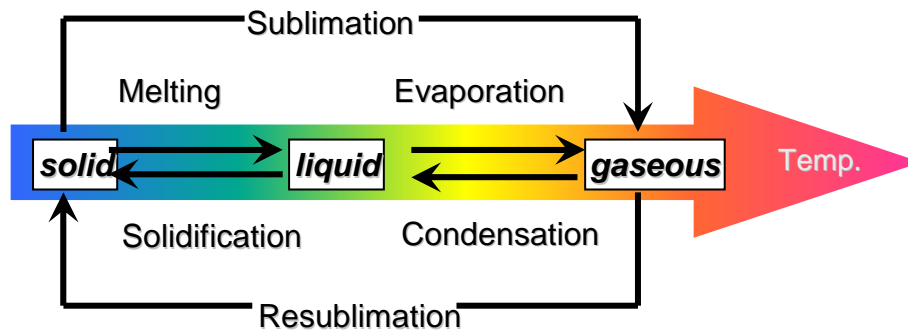 Sublimation
Melting
Evaporation
solid
liquid
gaseous
Temp.
Solidification
Condensation
Resublimation